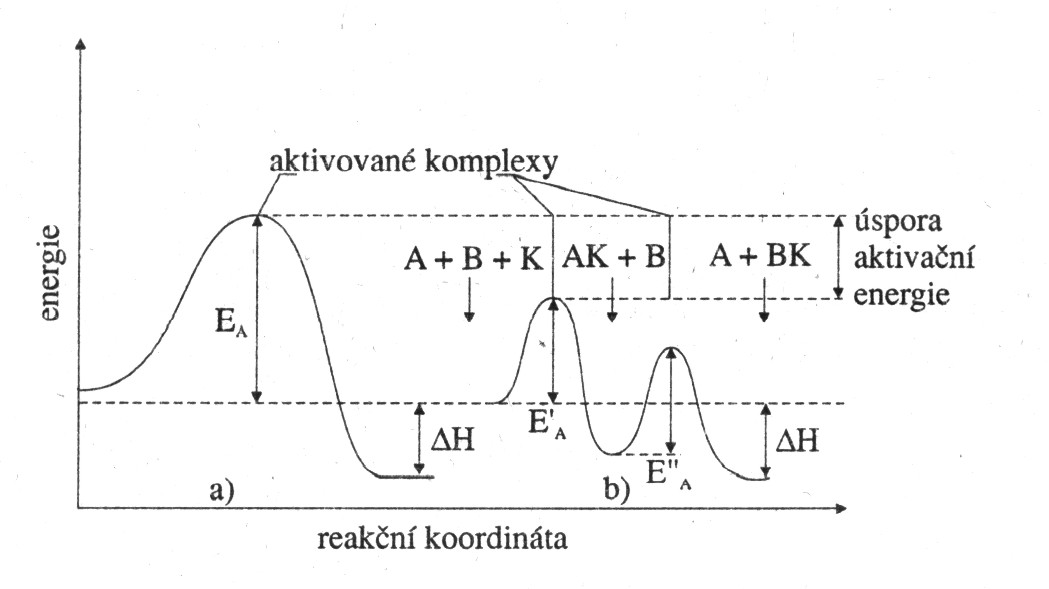 aktivované komplexy
úspora
aktivační
energie
A + B + K
AK + B
A + BK
energie
E_A
E'_A
E"_A
ΔH
ΔH
a)
b)
reakční koordináta